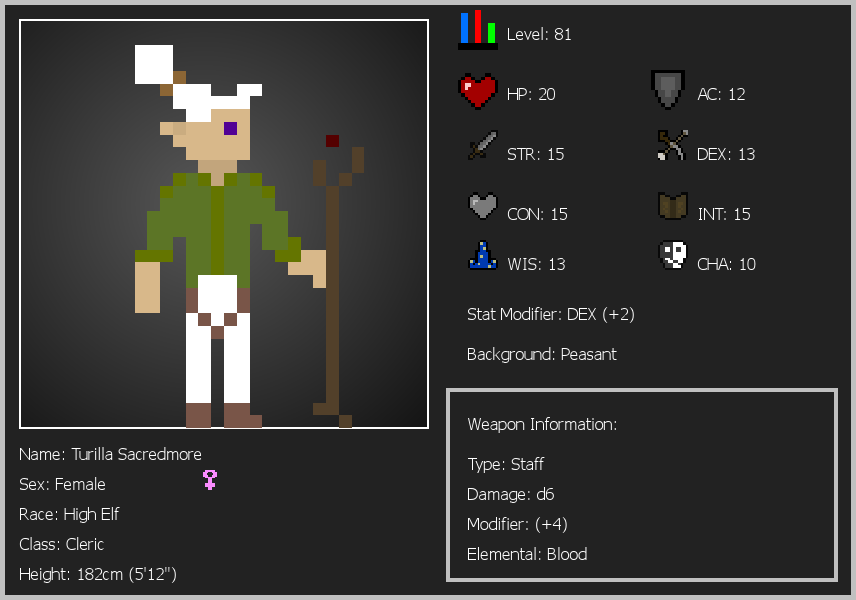 Level: 81
HP: 20
AC: 12
STR: 15
DEX: 13
CON: 15
INT: 15
WIS: 13
CHA: 10
Stat Modifier: DEX (+2)
Background: Peasant
Weapon Information:
Type: Staff
Damage: d6
Modifier: (+4)
Elemental: Blood
Name: Turilla Sacredmore
Sex: Female
Race: High Elf
Class: Cleric
Height: 182cm (5'12")